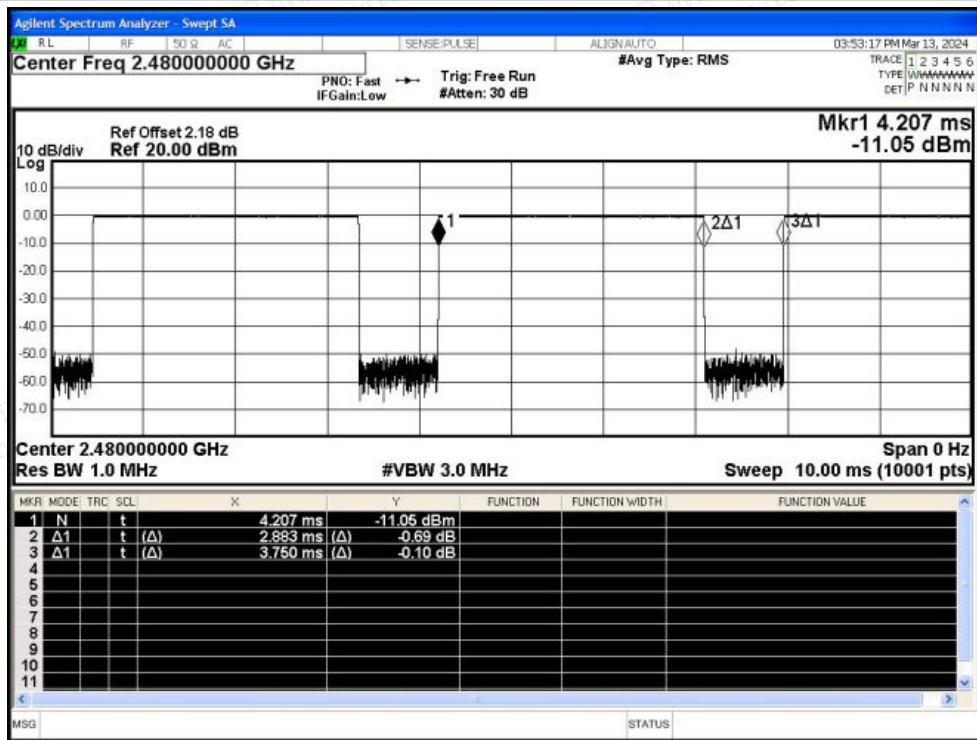 Agilent Spectrum Analyzer - Swept SA
RL RF 50 Ω AC SENSE:PULSE ALIGNAUTO 03:53:17 PM Mar 13, 2024
Center Freq 2.480000000 GHz
PNO: Fast
IFGain:Low
Trig: Free Run
#Atten: 30 dB
#Avg Type: RMS
TRACE 1 2 3 4 5 6
TYPE
DET P N N N N N
Mkr1 4.207 ms
-11.05 dBm
Ref Offset 2.18 dB
10 dB/div Ref 20.00 dBm
Log
10.0
0.00
-10.0
-20.0
-30.0
-40.0
-50.0
-60.0
-70.0
1
2Δ1
3Δ1
Center 2.480000000 GHz Span 0 Hz
Res BW 1.0 MHz #VBW 3.0 MHz Sweep 10.00 ms (10001 pts)
MKR MODE TRC SCL X Y FUNCTION FUNCTION WIDTH FUNCTION VALUE
1 N t 4.207 ms -11.05 dBm
2 Δ1 t (Δ) 2.883 ms (Δ) -0.69 dB
3 Δ1 t (Δ) 3.750 ms (Δ) -0.10 dB
4
5
6
7
8
9
10
11
MSG STATUS